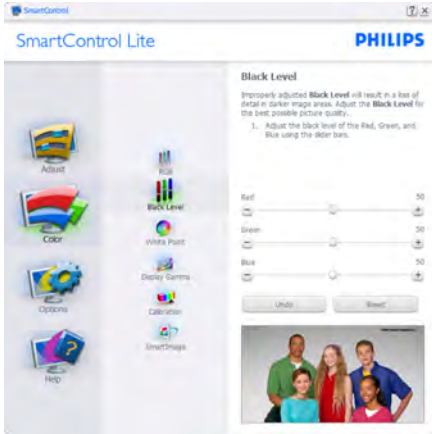 SmartControl
SmartControl Lite
PHILIPS
Adjust
Color
Options
Help
RGB
Black Level
White Point
Display Gamma
Calibration
SmartImage
Black Level
Improperly adjusted Black Level will result in a loss of
detail in darker image areas. Adjust the Black Level for
the best possible picture quality.
1. Adjust the black level of the Red, Green, and
Blue using the slider bars.
Red
50
Green
50
Blue
50
Undo
Reset